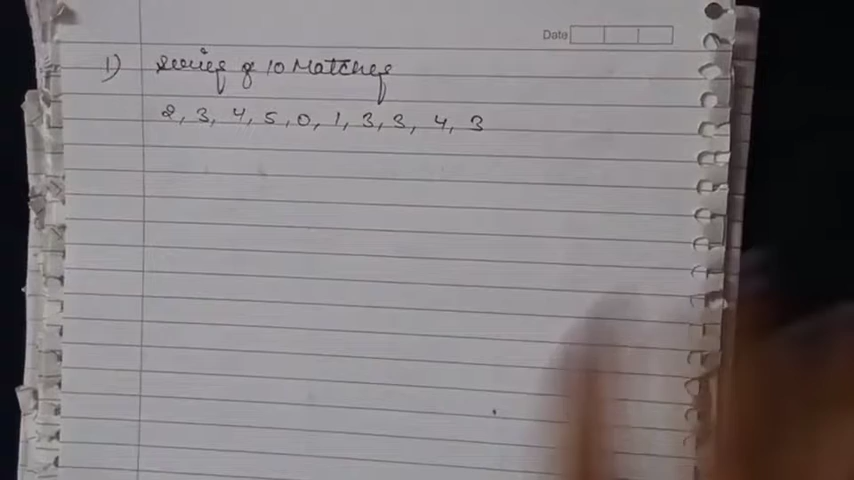 Date
1) Series of 10 Matches
2, 3, 4, 5, 0, 1, 3, 3, 4, 3